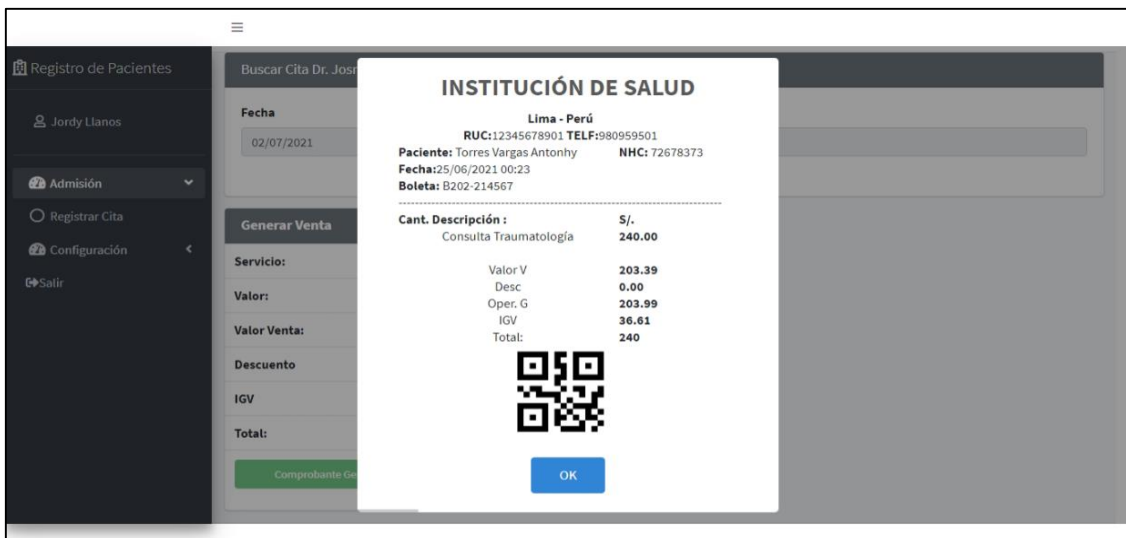 Registro de Pacientes
Jordy Llanos
Admisión
Registrar Cita
Configuración
Salir
Buscar Cita Dr.
Fecha
02/07/2021
Generar Venta
Servicio:
Valor:
Valor Venta:
Descuento
IGV
Total:
Comprobante
INSTITUCIÓN DE SALUD
Lima - Perú
RUC:12345678901 TELF:980959501
Paciente: Torres Vargas Antonhy NHC: 72678373
Fecha:25/06/2021 00:23
Boleta: B202-214567
Cant. Descripción : S/.
Consulta Traumatología 240.00
Valor V 203.39
Desc 0.00
Oper. G 203.99
IGV 36.61
Total: 240
OK